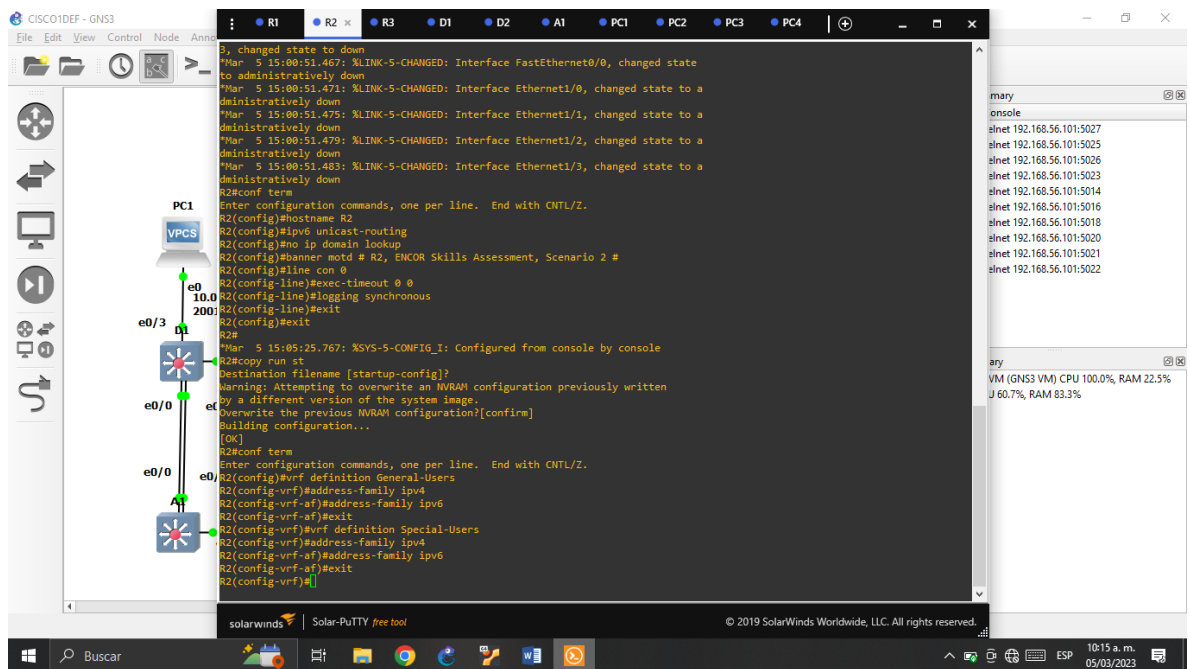 CISCO1DEF - GNS3
File Edit View Control Node Anno
R1 R2 × R3 D1 D2 A1 PC1 PC2 PC3 PC4
3, changed state to down
*Mar  5 15:00:51.467: %LINK-5-CHANGED: Interface FastEthernet0/0, changed state
to administratively down
*Mar  5 15:00:51.471: %LINK-5-CHANGED: Interface Ethernet1/0, changed state to a
dministratively down
*Mar  5 15:00:51.475: %LINK-5-CHANGED: Interface Ethernet1/1, changed state to a
dministratively down
*Mar  5 15:00:51.479: %LINK-5-CHANGED: Interface Ethernet1/2, changed state to a
dministratively down
*Mar  5 15:00:51.483: %LINK-5-CHANGED: Interface Ethernet1/3, changed state to a
dministratively down
R2#conf term
Enter configuration commands, one per line.  End with CNTL/Z.
R2(config)#hostname R2
R2(config)#ipv6 unicast-routing
R2(config)#no ip domain lookup
R2(config)#banner motd # R2, ENCOR Skills Assessment, Scenario 2 #
R2(config)#line con 0
R2(config-line)#exec-timeout 0 0
R2(config-line)#logging synchronous
R2(config-line)#exit
R2(config)#exit
R2#
*Mar  5 15:05:25.767: %SYS-5-CONFIG_I: Configured from console by console
R2#copy run st
Destination filename [startup-config]?
Warning: Attempting to overwrite an NVRAM configuration previously written
by a different version of the system image.
Overwrite the previous NVRAM configuration?[confirm]
Building configuration...
[OK]
R2#conf term
Enter configuration commands, one per line.  End with CNTL/Z.
R2(config)#vrf definition General-Users
R2(config-vrf)#address-family ipv4
R2(config-vrf-af)#address-family ipv6
R2(config-vrf-af)#exit
R2(config-vrf)#vrf definition Special-Users
R2(config-vrf)#address-family ipv4
R2(config-vrf-af)#address-family ipv6
R2(config-vrf-af)#exit
R2(config-vrf)#
solarwinds Solar-PuTTY free tool © 2019 SolarWinds Worldwide, LLC. All rights reserved.
PC1
VPCS
e0
10.0
2001
e0/3
D1
e0/0
e0/0
e0/
A1
mary
onsole
elnet 192.168.56.101:5027
elnet 192.168.56.101:5025
elnet 192.168.56.101:5026
elnet 192.168.56.101:5023
elnet 192.168.56.101:5014
elnet 192.168.56.101:5016
elnet 192.168.56.101:5018
elnet 192.168.56.101:5020
elnet 192.168.56.101:5021
elnet 192.168.56.101:5022
ary
VM (GNS3 VM) CPU 100.0%, RAM 22.5%
U 60.7%, RAM 83.3%
Buscar
ESP
10:15 a. m.
05/03/2023